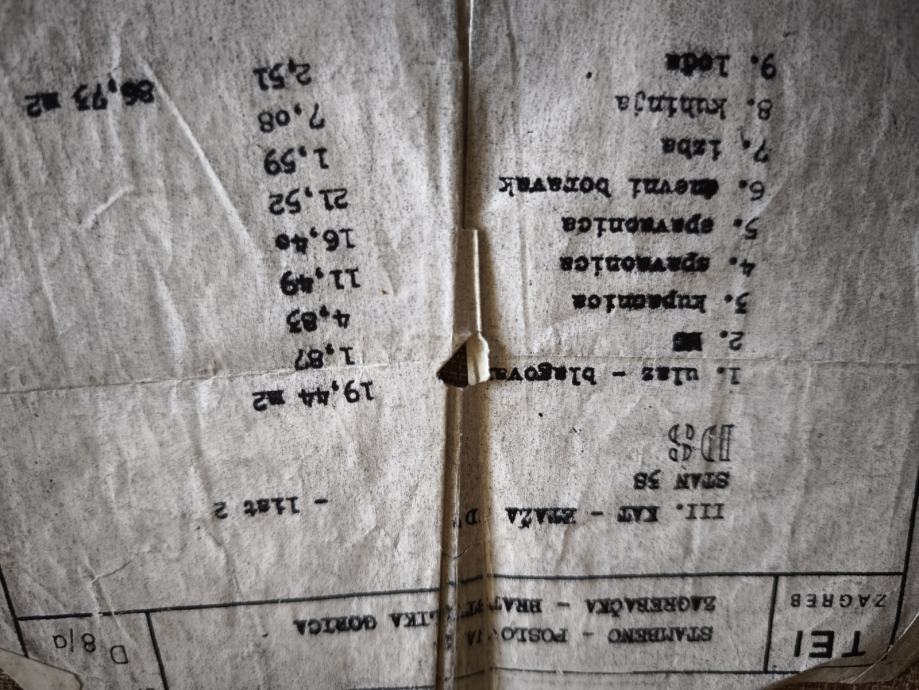 TEI
ZAGREB
STAMBENO - POSLO JA
ZAGREBAČKA - BRAT LIKA GORICA
D 8/a
III. KAT - D - list 2
STAN 38
D8
1. ulaz - blagova 19,44 m2
2. WC 1,87
3. kupaonica 4,83
4. spavaonica 11,49
5. spavaonica 16,40
6. dnevni boravak 21,52
7. izba 1,59
8. kuhinja 7,08
9. lođa 2,51 86,73 m2